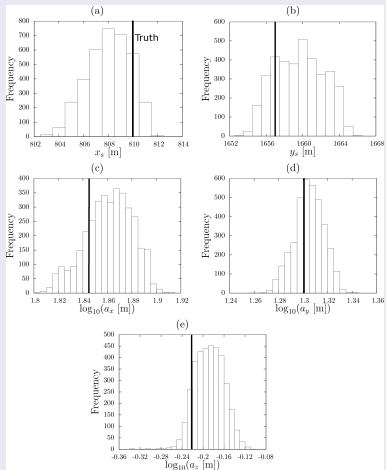 (a)
800
700
600
500
400
300
200
100
0
Frequency
Truth
802 804 806 808 810 812 814
x_s [m]
(b)
600
500
400
300
200
100
0
Frequency
1652 1656 1660 1664 1668
y_s [m]
(c)
400
350
300
250
200
150
100
50
0
Frequency
1.8 1.82 1.84 1.86 1.88 1.9 1.92
log₁₀(a_x [m])
(d)
600
500
400
300
200
100
0
Frequency
1.24 1.26 1.28 1.3 1.32 1.34 1.36
log₁₀(a_y [m])
(e)
500
450
400
350
300
250
200
150
100
50
0
Frequency
-0.36 -0.32 -0.28 -0.24 -0.2 -0.16 -0.12 -0.08
log₁₀(a_z [m])